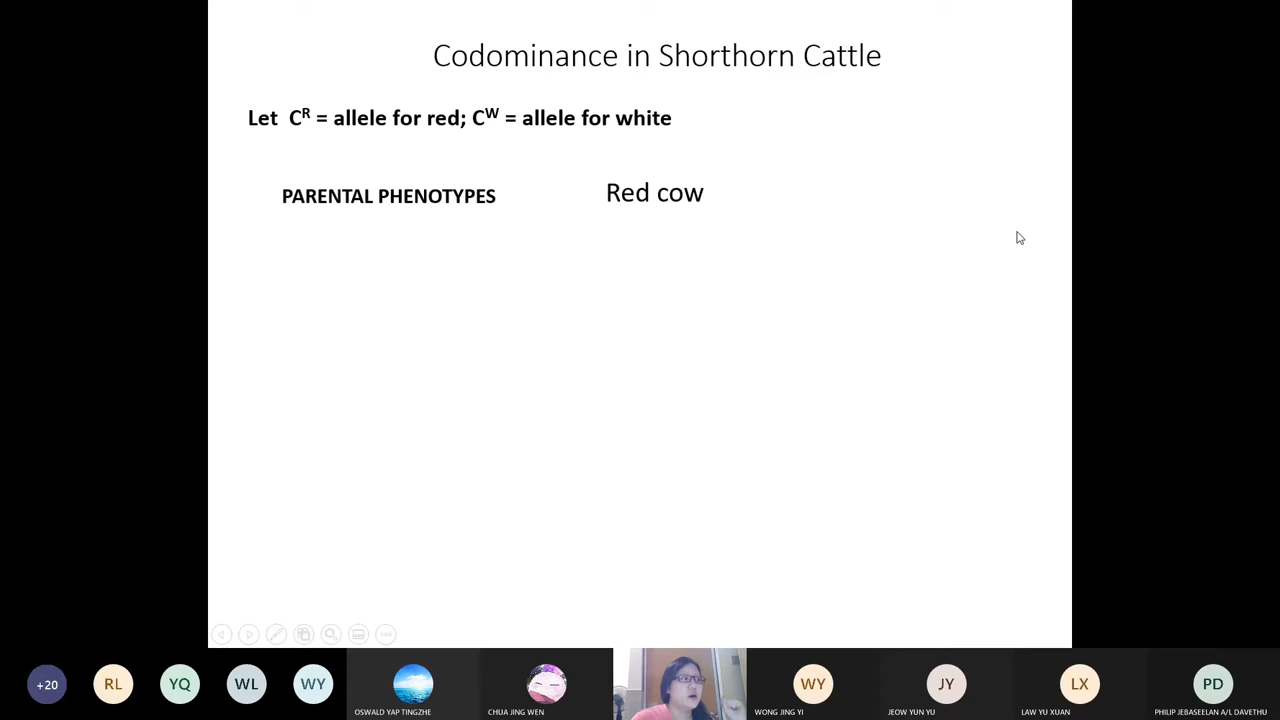 Codominance in Shorthorn Cattle
Let Cᴿ = allele for red; Cᵂ = allele for white
PARENTAL PHENOTYPES Red cow
+20 RL YQ WL WY WY JY LX PD
OSWALD YAP TINGZHE CHUA JING WEN WONG JING YI JEOW YUN YU LAW YU XUAN PHILIP JEBASEELAN A/L DAVETHU